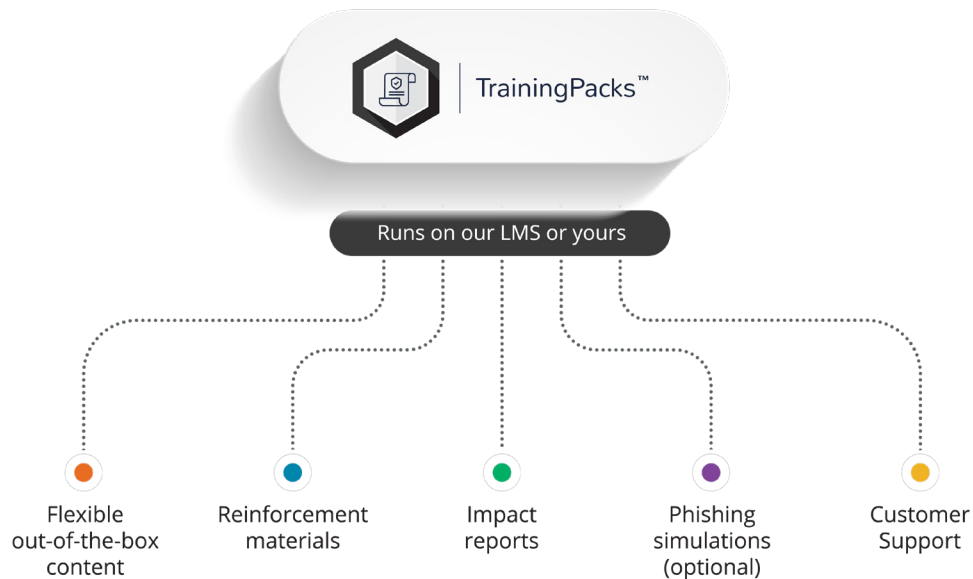 TrainingPacks™
Runs on our LMS or yours
Flexible
out-of-the-box
content
Reinforcement
materials
Impact
reports
Phishing
simulations
(optional)
Customer
Support